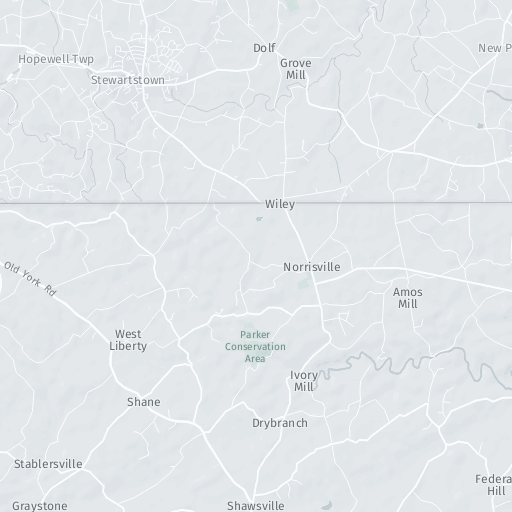 Dolf
New P
Hopewell Twp
Grove
Mill
Stewartstown
Wiley
Old York Rd
Norrisville
Amos
Mill
West
Liberty
Parker
Conservation
Area
Ivory
Mill
Shane
Drybranch
Stablersville
Federa
Hill
Graystone
Shawsville